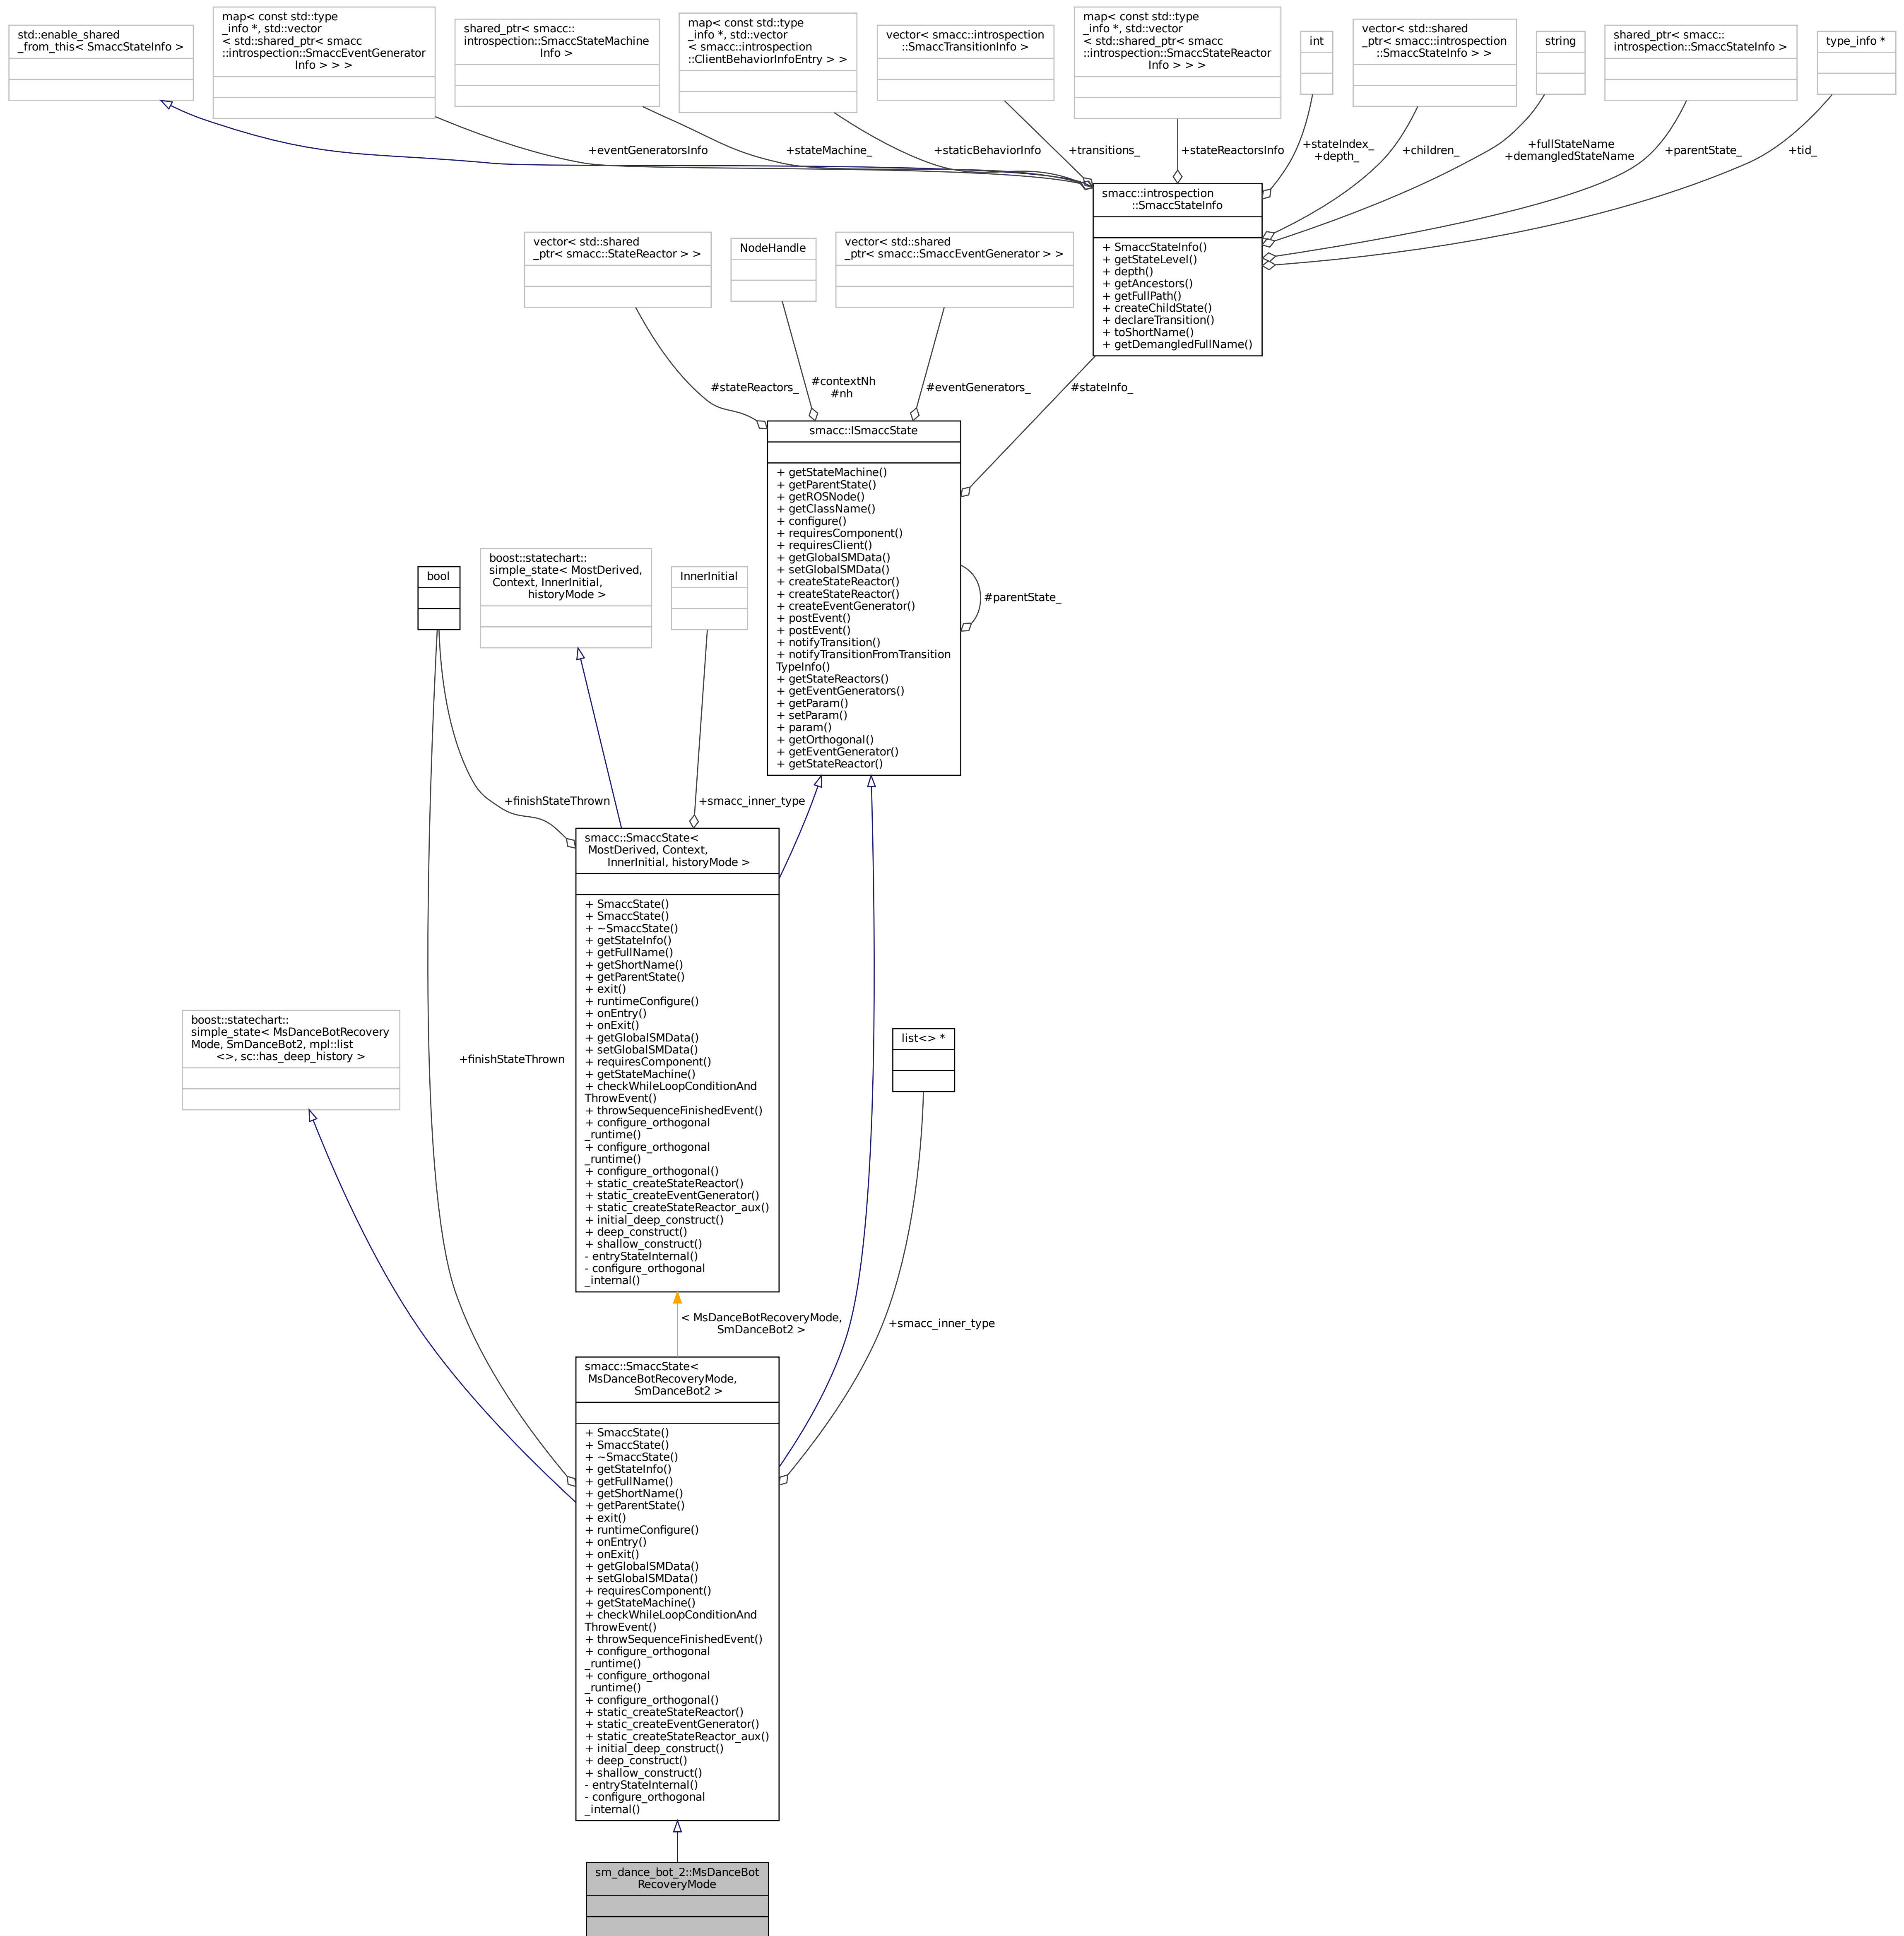 std::enable_shared
_from_this< SmaccStateInfo >
map< const std::type
_info *, std::vector
< std::shared_ptr< smacc
::introspection::SmaccEventGenerator
Info > > >
shared_ptr< smacc::
introspection::SmaccStateMachine
Info >
map< const std::type
_info *, std::vector
< smacc::introspection
::ClientBehaviorInfoEntry > >
vector< smacc::introspection
::SmaccTransitionInfo >
map< const std::type
_info *, std::vector
< std::shared_ptr< smacc
::introspection::SmaccStateReactor
Info > > >
int
vector< std::shared
_ptr< smacc::introspection
::SmaccStateInfo > >
string
shared_ptr< smacc::
introspection::SmaccStateInfo >
type_info *
+eventGeneratorsInfo
+stateMachine_
+staticBehaviorInfo
+transitions_
+stateReactorsInfo
+stateIndex_
+depth_
+children_
+fullStateName
+demangledStateName
+parentState_
+tid_
smacc::introspection
::SmaccStateInfo
+ SmaccStateInfo()
+ getStateLevel()
+ depth()
+ getAncestors()
+ getFullPath()
+ createChildState()
+ declareTransition()
+ toShortName()
+ getDemangledFullName()
vector< std::shared
_ptr< smacc::StateReactor > >
NodeHandle
vector< std::shared
_ptr< smacc::SmaccEventGenerator > >
#stateReactors_
#contextNh
#nh
#eventGenerators_
#stateInfo_
smacc::ISmaccState
+ getStateMachine()
+ getParentState()
+ getROSNode()
+ getClassName()
+ configure()
+ requiresComponent()
+ requiresClient()
+ getGlobalSMData()
+ setGlobalSMData()
+ createStateReactor()
+ createStateReactor()
+ createEventGenerator()
+ postEvent()
+ postEvent()
+ notifyTransition()
+ notifyTransitionFromTransition
TypeInfo()
+ getStateReactors()
+ getEventGenerators()
+ getParam()
+ setParam()
+ param()
+ getOrthogonal()
+ getEventGenerator()
+ getStateReactor()
#parentState_
bool
boost::statechart::
simple_state< MostDerived,
Context, InnerInitial,
historyMode >
InnerInitial
+finishStateThrown
+smacc_inner_type
smacc::SmaccState<
MostDerived, Context,
InnerInitial, historyMode >
+ SmaccState()
+ SmaccState()
+ ~SmaccState()
+ getStateInfo()
+ getFullName()
+ getShortName()
+ getParentState()
+ exit()
+ runtimeConfigure()
+ onEntry()
+ onExit()
+ getGlobalSMData()
+ setGlobalSMData()
+ requiresComponent()
+ getStateMachine()
+ checkWhileLoopConditionAnd
ThrowEvent()
+ throwSequenceFinishedEvent()
+ configure_orthogonal
_runtime()
+ configure_orthogonal
_runtime()
+ configure_orthogonal()
+ static_createStateReactor()
+ static_createEventGenerator()
+ static_createStateReactor_aux()
+ initial_deep_construct()
+ deep_construct()
+ shallow_construct()
- entryStateInternal()
- configure_orthogonal
_internal()
boost::statechart::
simple_state< MsDanceBotRecovery
Mode, SmDanceBot2, mpl::list
<>, sc::has_deep_history >
+finishStateThrown
list<> *
< MsDanceBotRecoveryMode,
SmDanceBot2 >
+smacc_inner_type
smacc::SmaccState<
MsDanceBotRecoveryMode,
SmDanceBot2 >
+ SmaccState()
+ SmaccState()
+ ~SmaccState()
+ getStateInfo()
+ getFullName()
+ getShortName()
+ getParentState()
+ exit()
+ runtimeConfigure()
+ onEntry()
+ onExit()
+ getGlobalSMData()
+ setGlobalSMData()
+ requiresComponent()
+ getStateMachine()
+ checkWhileLoopConditionAnd
ThrowEvent()
+ throwSequenceFinishedEvent()
+ configure_orthogonal
_runtime()
+ configure_orthogonal
_runtime()
+ configure_orthogonal()
+ static_createStateReactor()
+ static_createEventGenerator()
+ static_createStateReactor_aux()
+ initial_deep_construct()
+ deep_construct()
+ shallow_construct()
- entryStateInternal()
- configure_orthogonal
_internal()
sm_dance_bot_2::MsDanceBot
RecoveryMode